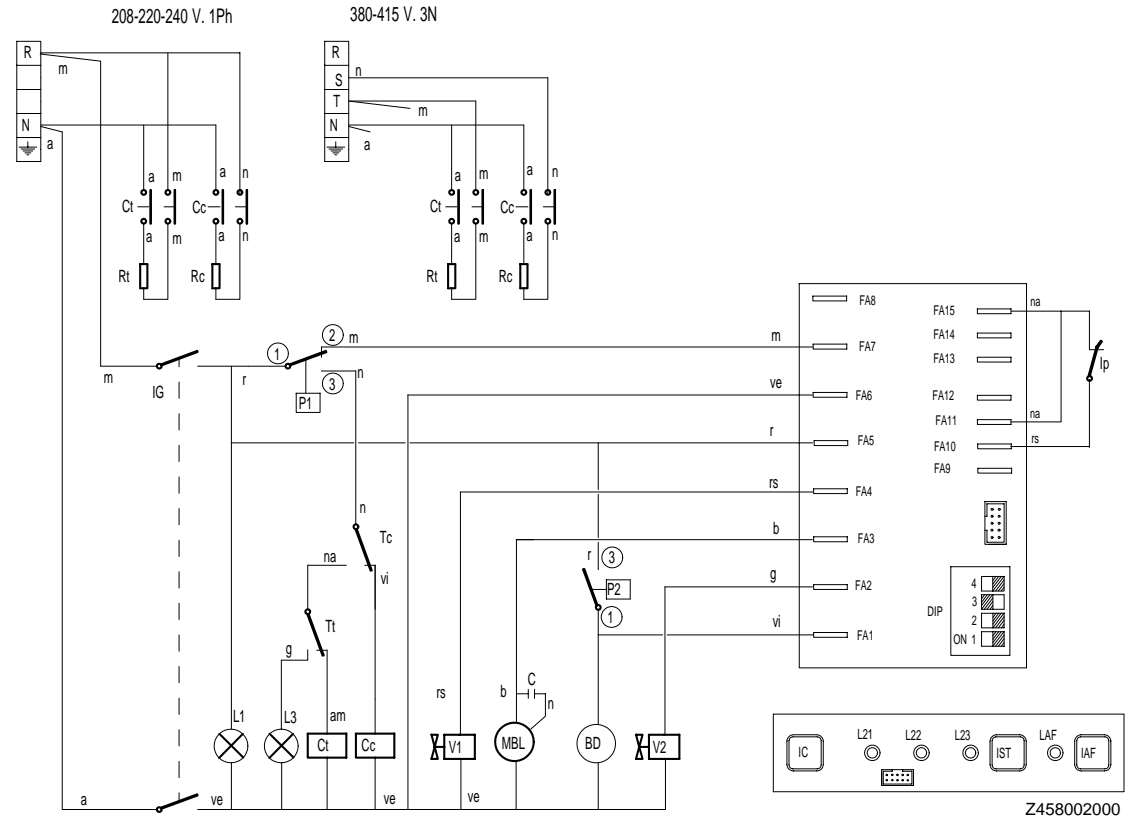 208-220-240 V. 1Ph
380-415 V. 3N
R
m
N
a
R
S n
T
m
N
a
a m a n
Ct Cc
a m a n
Rt Rc
a m a n
Ct Cc
a m a n
Rt Rc
m
IG
r
1
2 m
3
n
P1
m
ve
r
rs
b
g
vi
FA8
FA7
FA6
FA5
FA4
FA3
FA2
FA1
FA15
FA14
FA13
FA12
FA11
FA10
FA9
na
na
rs
Ip
DIP
4
3
2
ON 1
n
Tc
na
vi
Tt
g
r 3
P2
1
L1
L3
am
Ct
Cc
rs
V1
b
C
n
MBL
BD
V2
a
ve
ve
ve
IC
L21
L22
L23
IST
LAF
IAF
Z458002000